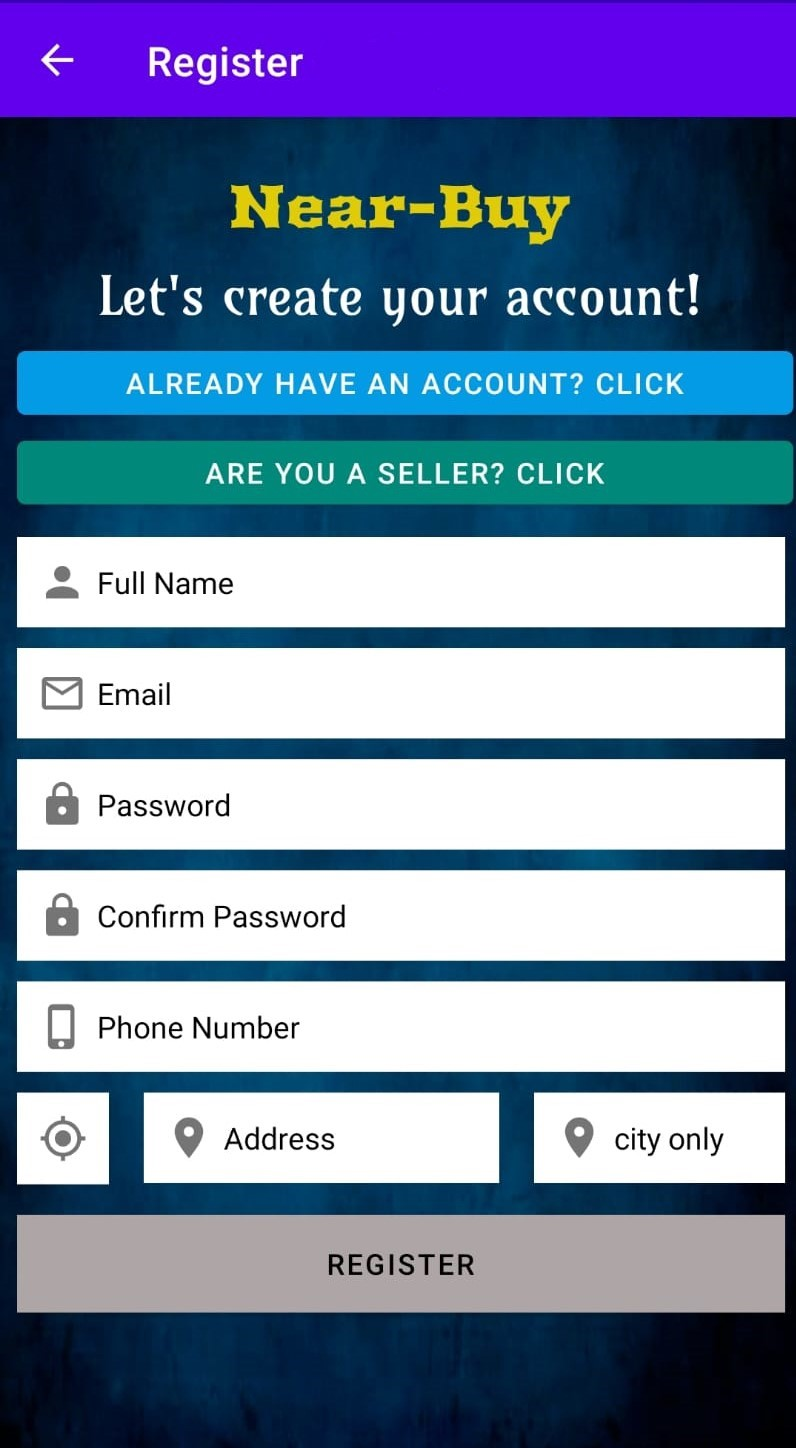 Register
Near-Buy
Let's create your account!
ALREADY HAVE AN ACCOUNT? CLICK
ARE YOU A SELLER? CLICK
Full Name
Email
Password
Confirm Password
Phone Number
Address
city only
REGISTER